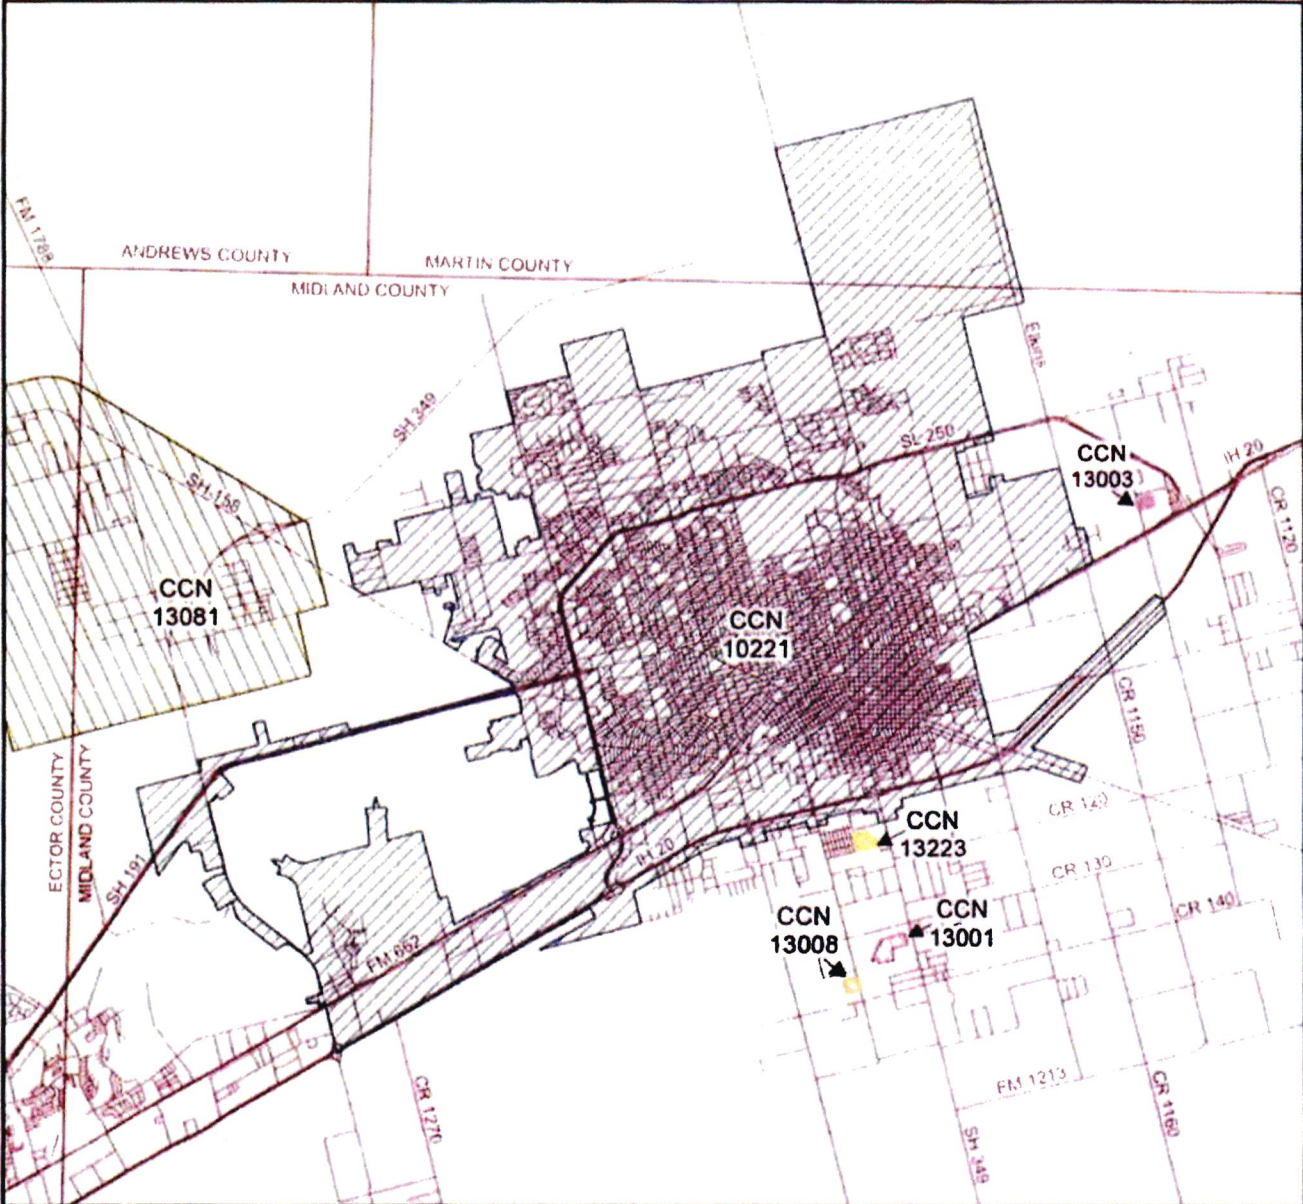 FM 1788
ANDREWS COUNTY
MARTIN COUNTY
MIDLAND COUNTY
SH 349
SH 158
SL 250
Elkins
CCN
13003
IH 20
CR 1120
CCN
13081
CCN
10221
CR 1150
ECTOR COUNTY
MIDLAND COUNTY
SH 191
IH 20
CCN
13223
CR 120
CR 130
CCN
13008
CCN
13001
CR 140
FM 1213
CR 1270
CR 1160
SH 349